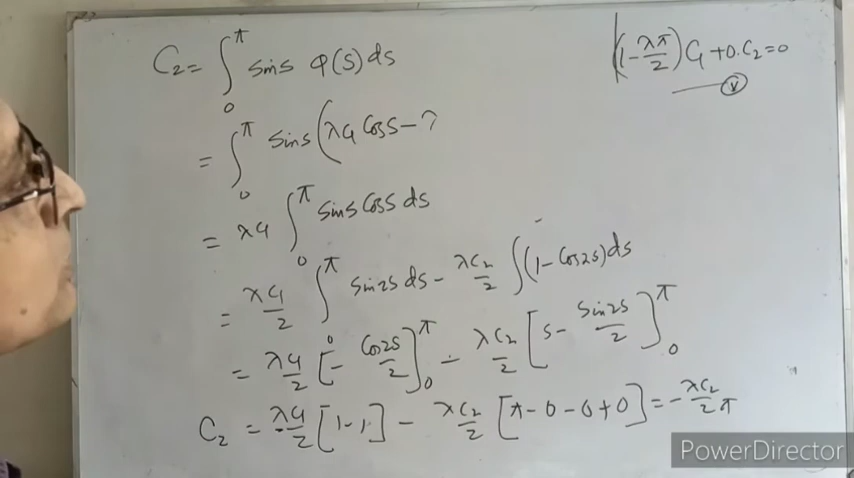 C₂ = ∫₀^π sins φ(s)ds
(1 - λπ/2)C₁ + 0.C₂ = 0
(v)
= ∫₀^π sins(λC₁ Coss - λ
= λC₁ ∫₀^π sins Coss ds
= λC₁/2 ∫₀^π sin2s ds - λC₂/2 ∫(1 - Cos2s)ds
= λC₁/2 [- Cos2s/2]₀^π - λC₂/2 [s - Sin2s/2]₀^π
C₂ = λC₁/2 [1-1] - λC₂/2 [π - 0 - 0 + 0] = - λC₂/2 π
PowerDirector